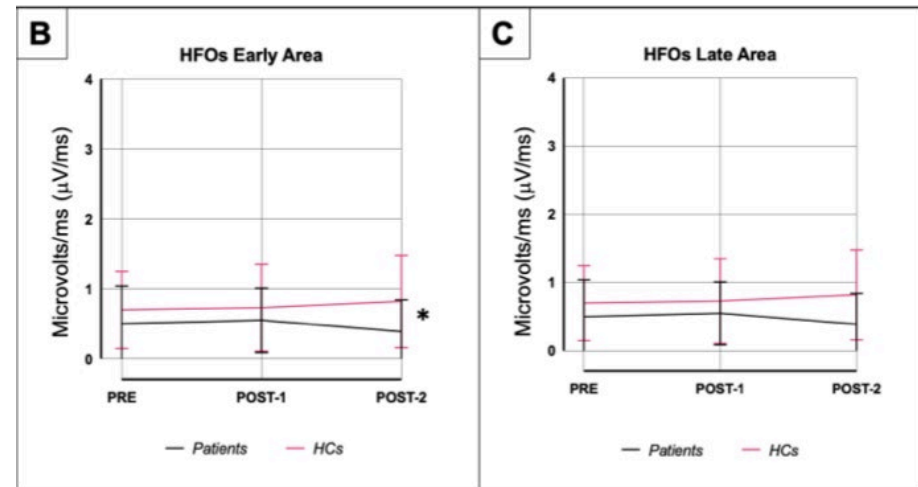 B
HFOs Early Area
Microvolts/ms (μV/ms)
4
3
2
1
0
*
PRE POST-1 POST-2
Patients HCs
C
HFOs Late Area
Microvolts/ms (μV/ms)
4
3
2
1
0
PRE POST-1 POST-2
Patients HCs